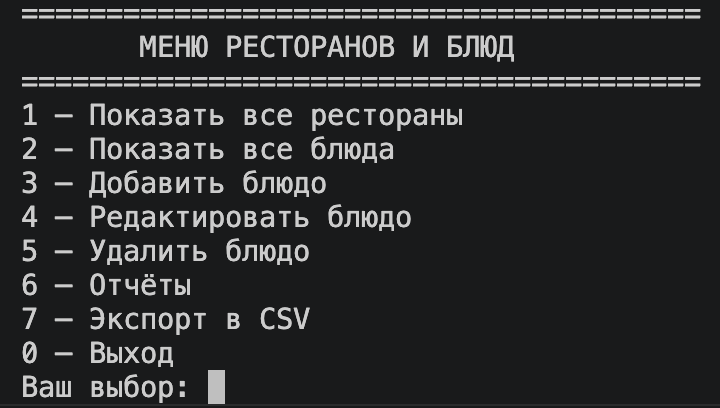 ========================================
МЕНЮ РЕСТОРАНОВ И БЛЮД
========================================
1 — Показать все рестораны
2 — Показать все блюда
3 — Добавить блюдо
4 — Редактировать блюдо
5 — Удалить блюдо
6 — Отчёты
7 — Экспорт в CSV
0 — Выход
Ваш выбор: